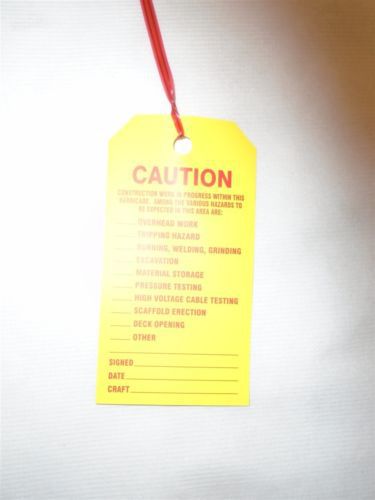 CAUTION
CONSTRUCTION WORK IN PROGRESS WITHIN THIS
BARRICADE. AMONG THE VARIOUS HAZARDS TO
BE EXPECTED IN THIS AREA ARE:
OVERHEAD WORK
TRIPPING HAZARD
BURNING, WELDING, GRINDING
EXCAVATION
MATERIAL STORAGE
PRESSURE TESTING
HIGH VOLTAGE CABLE TESTING
SCAFFOLD ERECTION
DECK OPENING
OTHER
SIGNED
DATE
CRAFT